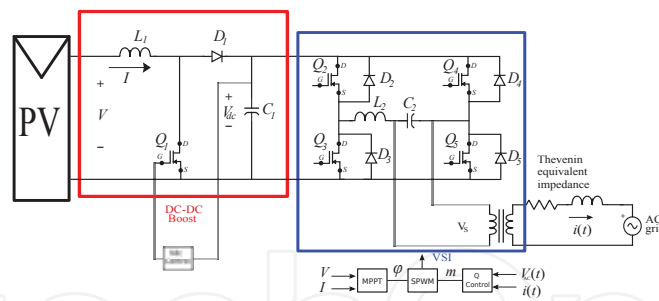 L1
D1
Q2
D
G
S
D2
Q4
D
G
S
D4
I
+
V
−
PV
+
Vdc
−
C1
L2
C2
Q1
D
G
S
Q3
D
G
S
D3
Q5
D
G
S
D5
Thevenin
equivalent
impedance
DC-DC
Boost
VS
i(t)
+
AC
grid
VSI
V
I
MPPT
φ
SPWM
m
Q
Control
i(t)